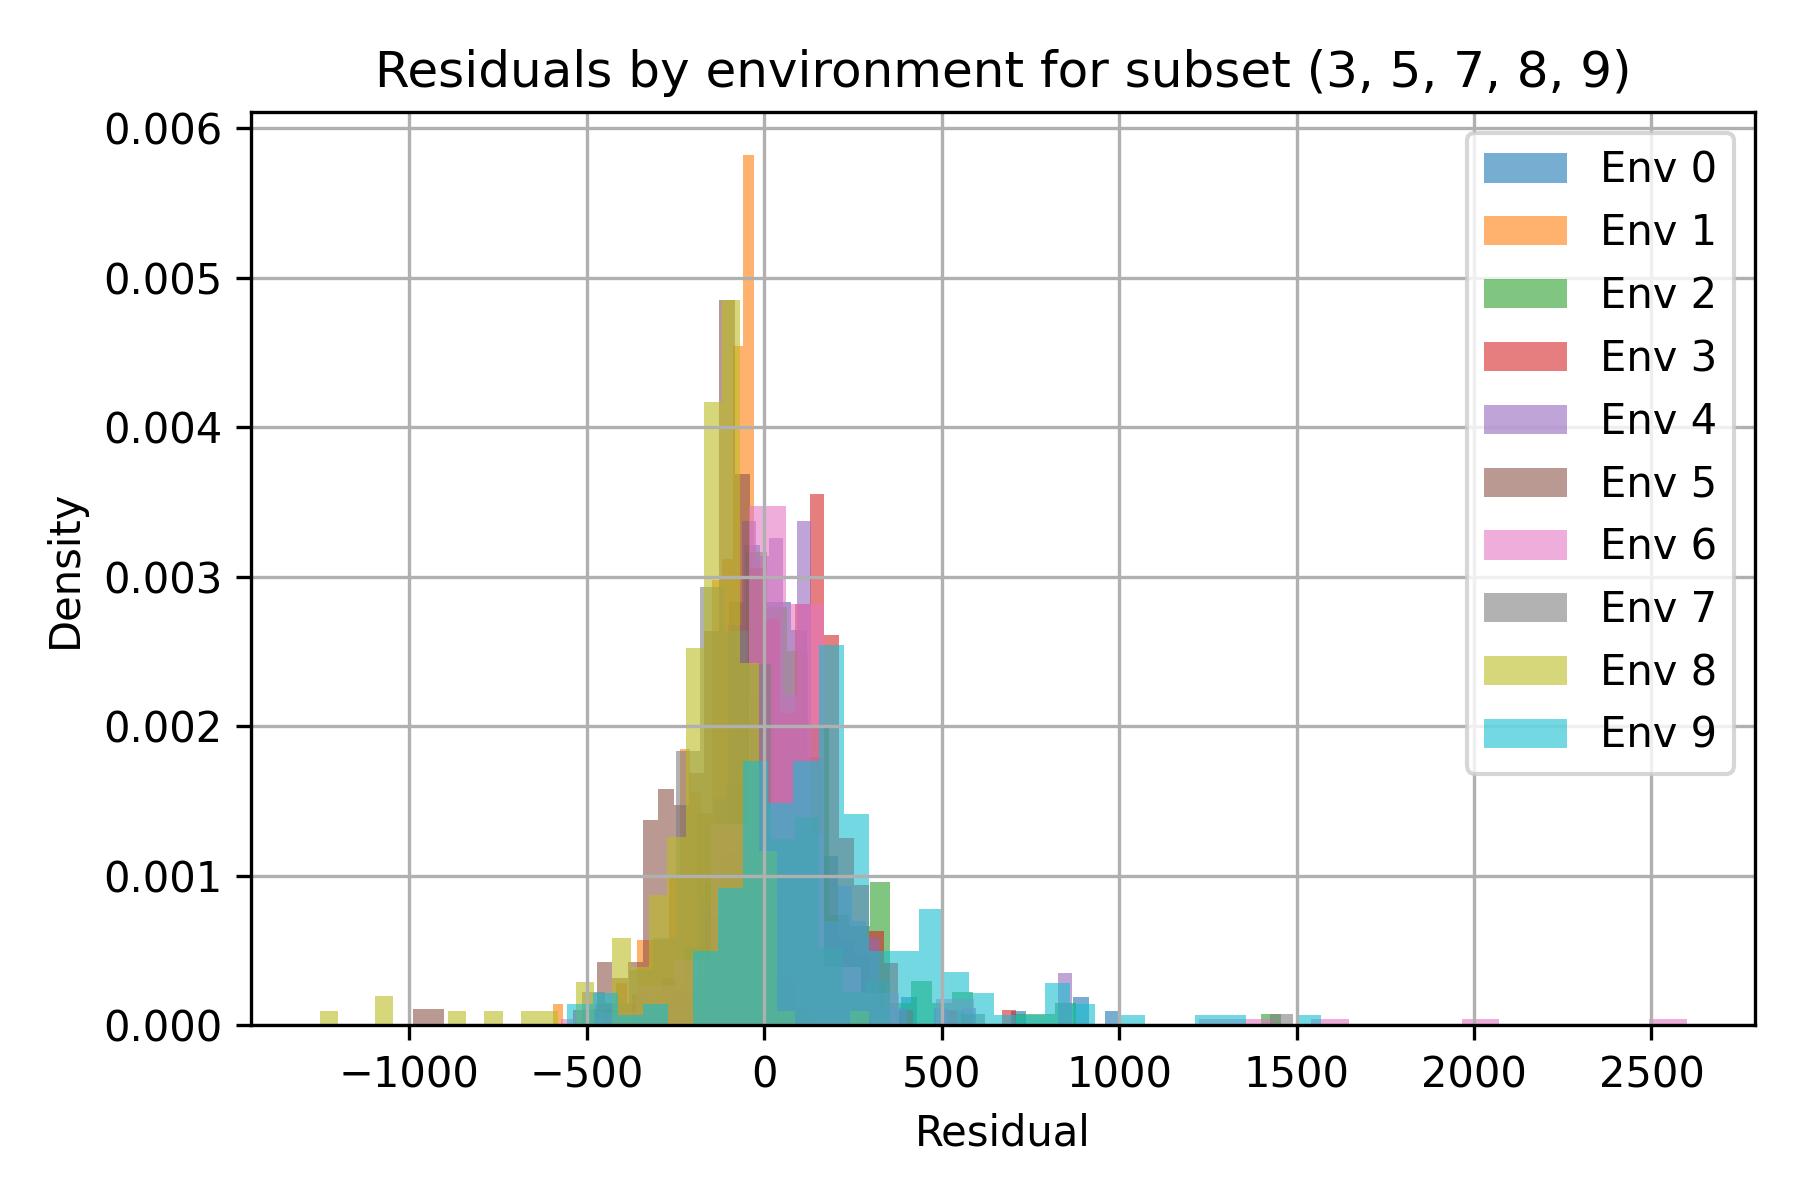 Residuals by environment for subset (3, 5, 7, 8, 9)
0.006
0.005
0.004
0.003
0.002
0.001
0.000
Density
−1000
−500
0
500
1000
1500
2000
2500
Residual
Env 0
Env 1
Env 2
Env 3
Env 4
Env 5
Env 6
Env 7
Env 8
Env 9